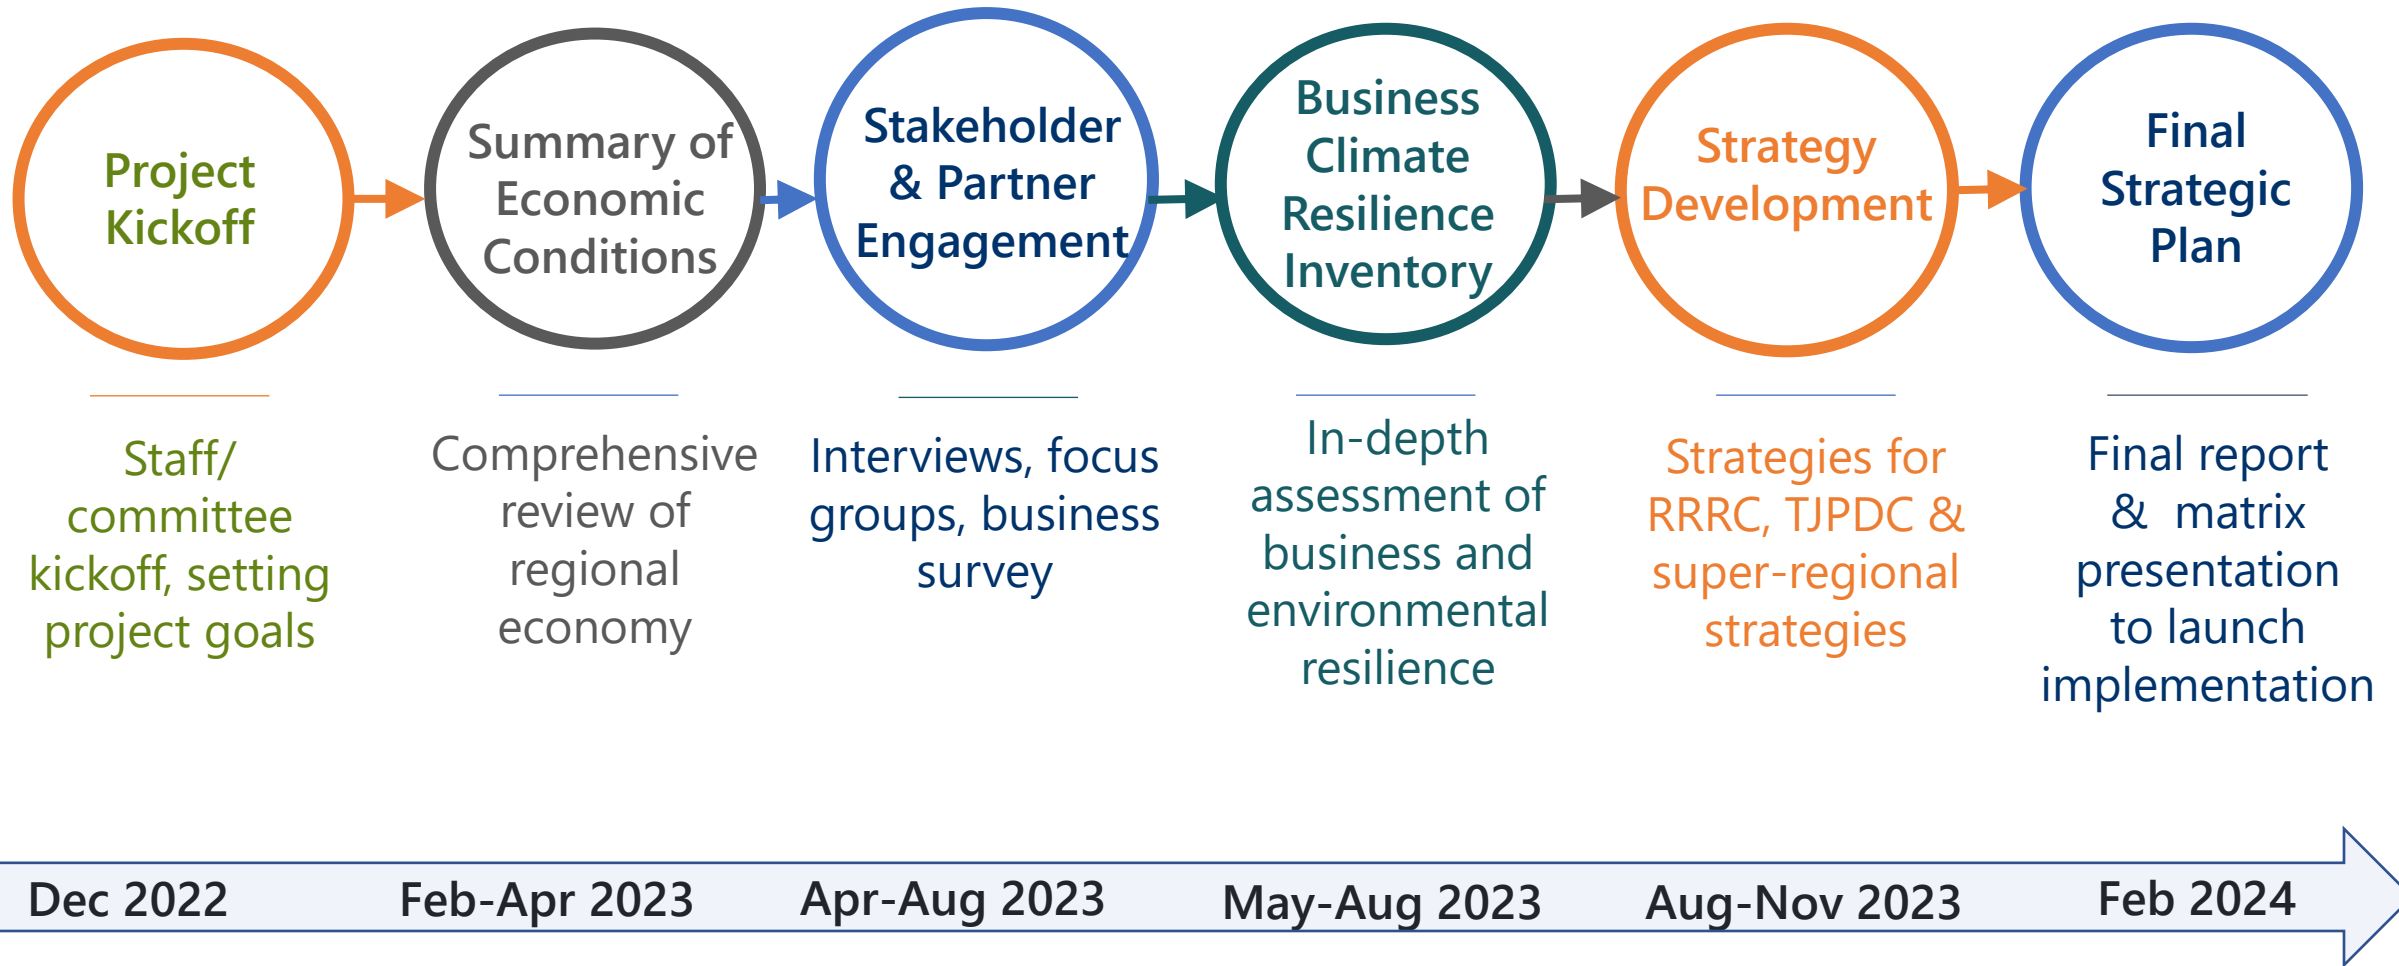 Project
Kickoff
Summary of
Economic
Conditions
Stakeholder
& Partner
Engagement
Business
Climate
Resilience
Inventory
Strategy
Development
Final
Strategic
Plan
Staff/
committee
kickoff, setting
project goals
Comprehensive
review of
regional
economy
Interviews, focus
groups, business
survey
In-depth
assessment of
business and
environmental
resilience
Strategies for
RRRC, TJPDC &
super-regional
strategies
Final report
& matrix
presentation
to launch
implementation
Dec 2022
Feb-Apr 2023
Apr-Aug 2023
May-Aug 2023
Aug-Nov 2023
Feb 2024